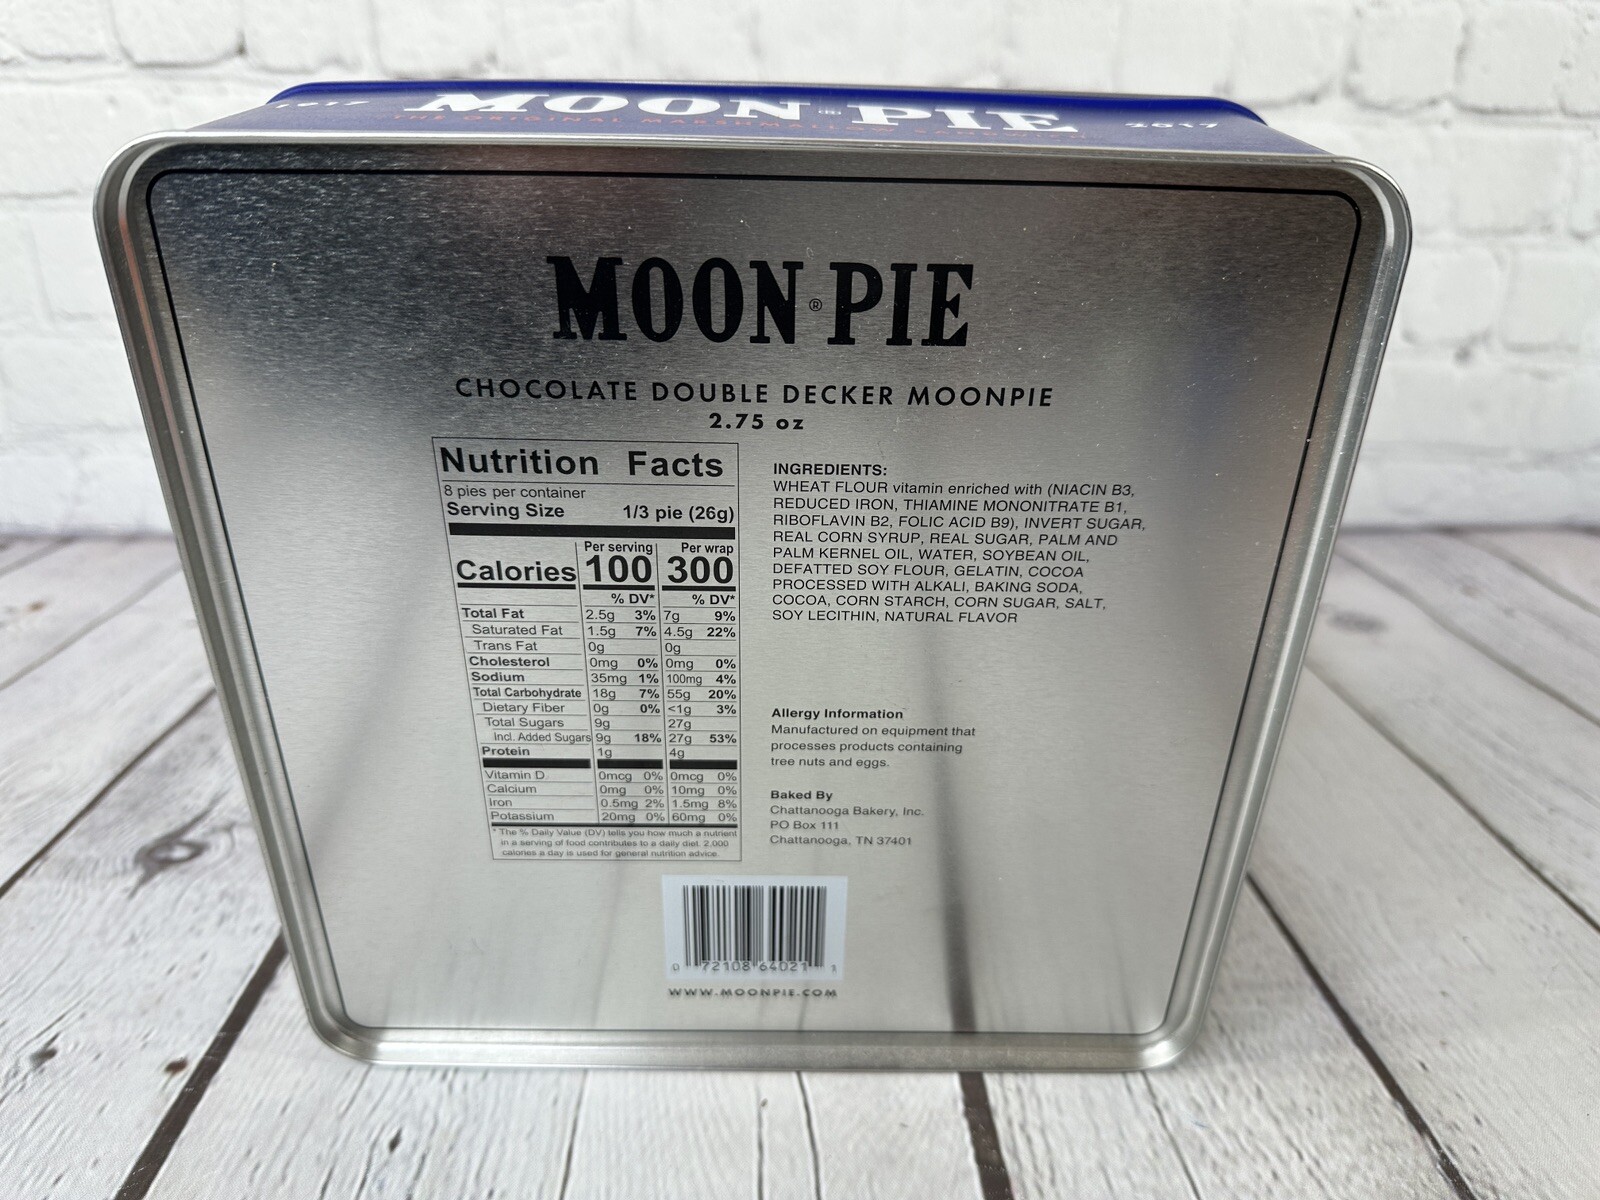 1917 MOON PIE 2017
THE ORIGINAL MARSHMALLOW
MOON® PIE
CHOCOLATE DOUBLE DECKER MOONPIE
2.75 oz
Nutrition Facts
8 pies per container
Serving Size 1/3 pie (26g)
Per serving Per wrap
Calories 100 300
% DV* % DV*
Total Fat 2.5g 3% 7g 9%
Saturated Fat 1.5g 7% 4.5g 22%
Trans Fat 0g 0g
Cholesterol 0mg 0% 0mg 0%
Sodium 35mg 1% 100mg 4%
Total Carbohydrate 18g 7% 55g 20%
Dietary Fiber 0g 0% <1g 3%
Total Sugars 9g 27g
Incl. Added Sugars 9g 18% 27g 53%
Protein 1g 4g
Vitamin D 0mcg 0% 0mcg 0%
Calcium 0mg 0% 10mg 0%
Iron 0.5mg 2% 1.5mg 8%
Potassium 20mg 0% 60mg 0%
* The % Daily Value (DV) tells you how much a nutrient
in a serving of food contributes to a daily diet. 2,000
calories a day is used for general nutrition advice.
INGREDIENTS:
WHEAT FLOUR vitamin enriched with (NIACIN B3,
REDUCED IRON, THIAMINE MONONITRATE B1,
RIBOFLAVIN B2, FOLIC ACID B9), INVERT SUGAR,
REAL CORN SYRUP, REAL SUGAR, PALM AND
PALM KERNEL OIL, WATER, SOYBEAN OIL,
DEFATTED SOY FLOUR, GELATIN, COCOA
PROCESSED WITH ALKALI, BAKING SODA,
COCOA, CORN STARCH, CORN SUGAR, SALT,
SOY LECITHIN, NATURAL FLAVOR
Allergy Information
Manufactured on equipment that
processes products containing
tree nuts and eggs.
Baked By
Chattanooga Bakery, Inc.
PO Box 111
Chattanooga, TN 37401
0 72108 64021 1
WWW.MOONPIE.COM